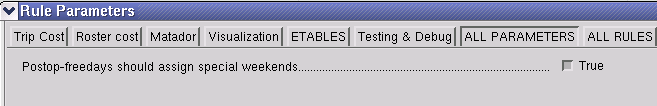 Rule Parameters
Trip Cost Roster cost Matador Visualization ETABLES Testing & Debug ALL PARAMETERS ALL RULES
Postop-freedays should assign special weekends.......................................................................................... True